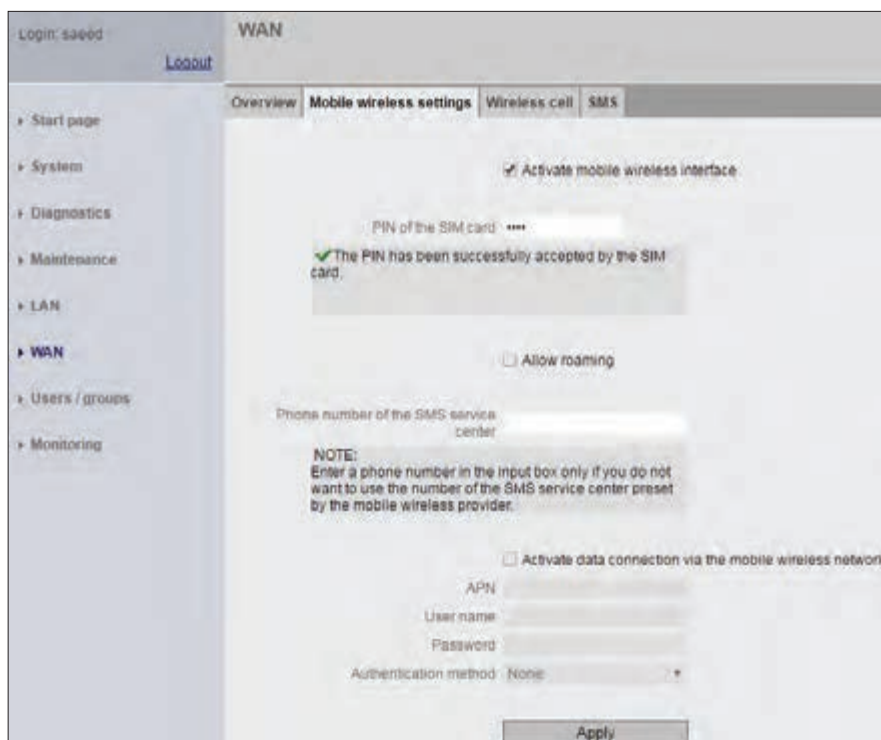 Login: saeed
Logout
WAN
Overview
Mobile wireless settings
Wireless cell
SMS
Start page
System
Diagnostics
Maintenance
LAN
WAN
Users / groups
Monitoring
Activate mobile wireless interface
PIN of the SIM card ••••
The PIN has been successfully accepted by the SIM
card.
Allow roaming
Phone number of the SMS service
center
NOTE:
Enter a phone number in the input box only if you do not
want to use the number of the SMS service center preset
by the mobile wireless provider.
Activate data connection via the mobile wireless network
APN
User name
Password
Authentication method None
Apply